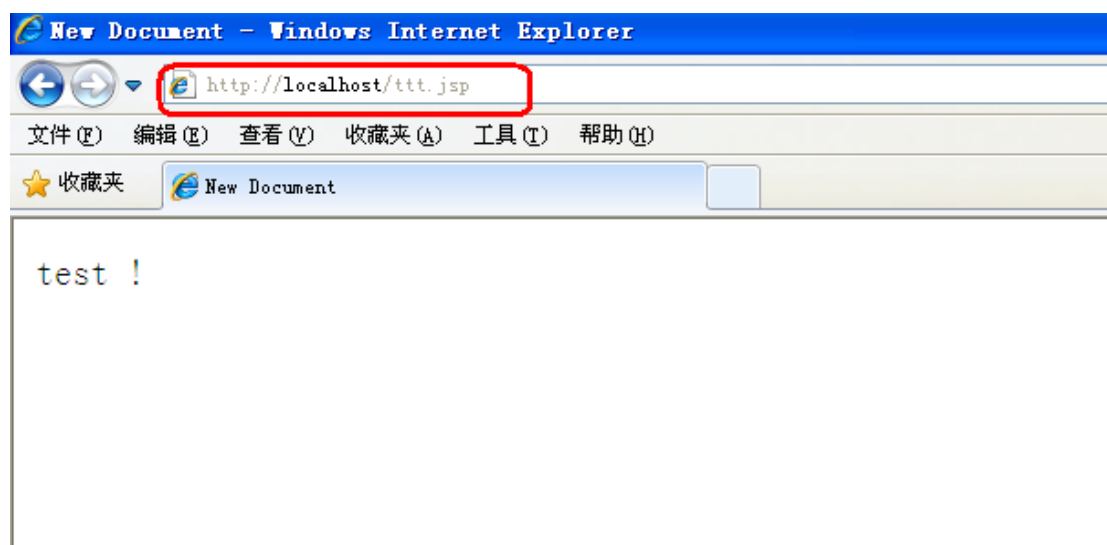 New Document - Windows Internet Explorer
http://localhost/ttt.jsp
文件(F) 编辑(E) 查看(V) 收藏夹(A) 工具(T) 帮助(H)
收藏夹 New Document
test !